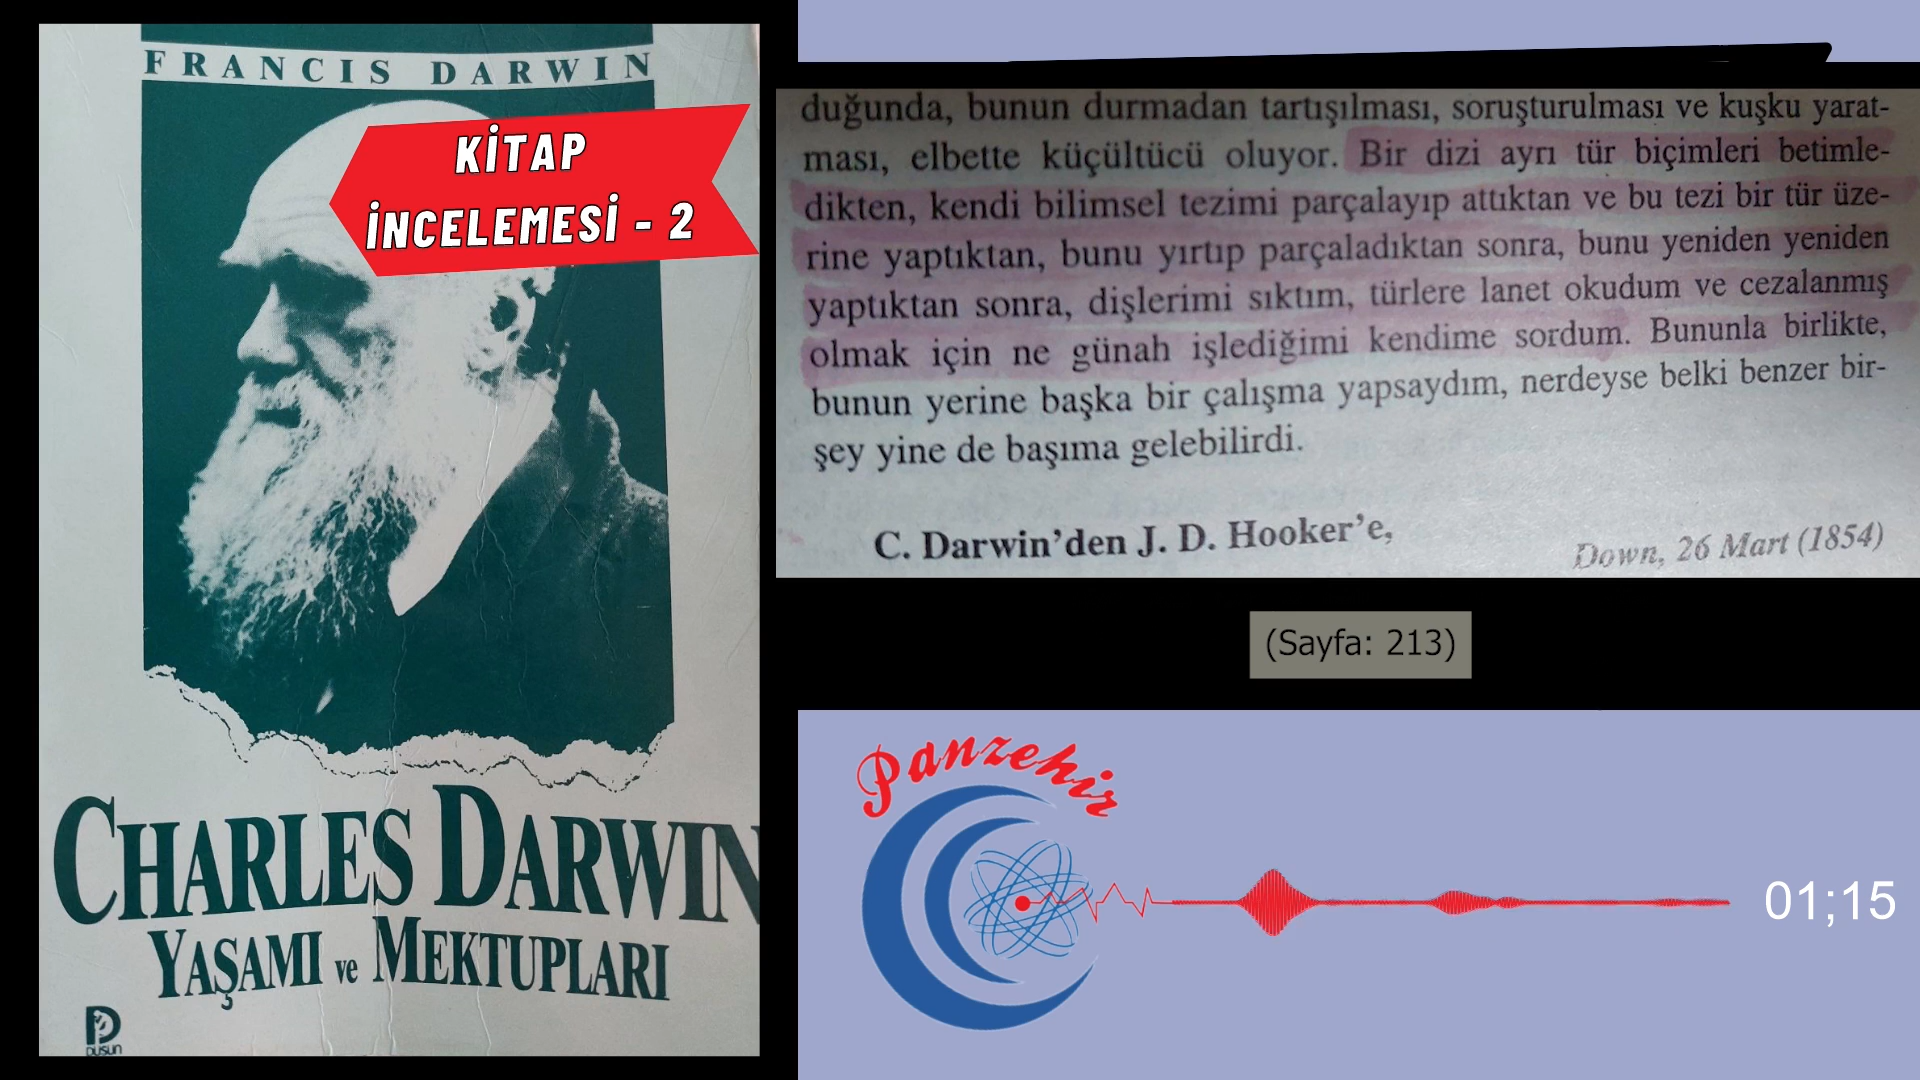 FRANCIS DARWIN
KİTAP
İNCELEMESİ - 2
CHARLES DARWIN
YAŞAMI ve MEKTUPLARI
DÜŞÜN
duğunda, bunun durmadan tartışılması, soruşturulması ve kuşku yarat-
ması, elbette küçültücü oluyor. Bir dizi ayrı tür biçimleri betimle-
dikten, kendi bilimsel tezimi parçalayıp attıktan ve bu tezi bir tür üze-
rine yaptıktan, bunu yırtıp parçaladıktan sonra, bunu yeniden yeniden
yaptıktan sonra, dişlerimi sıktım, türlere lanet okudum ve cezalanmış
olmak için ne günah işlediğimi kendime sordum. Bununla birlikte,
bunun yerine başka bir çalışma yapsaydım, nerdeyse belki benzer bir-
şey yine de başıma gelebilirdi.
C. Darwin'den J. D. Hooker'e,
Down, 26 Mart (1854)
(Sayfa: 213)
Panzehir
01;15